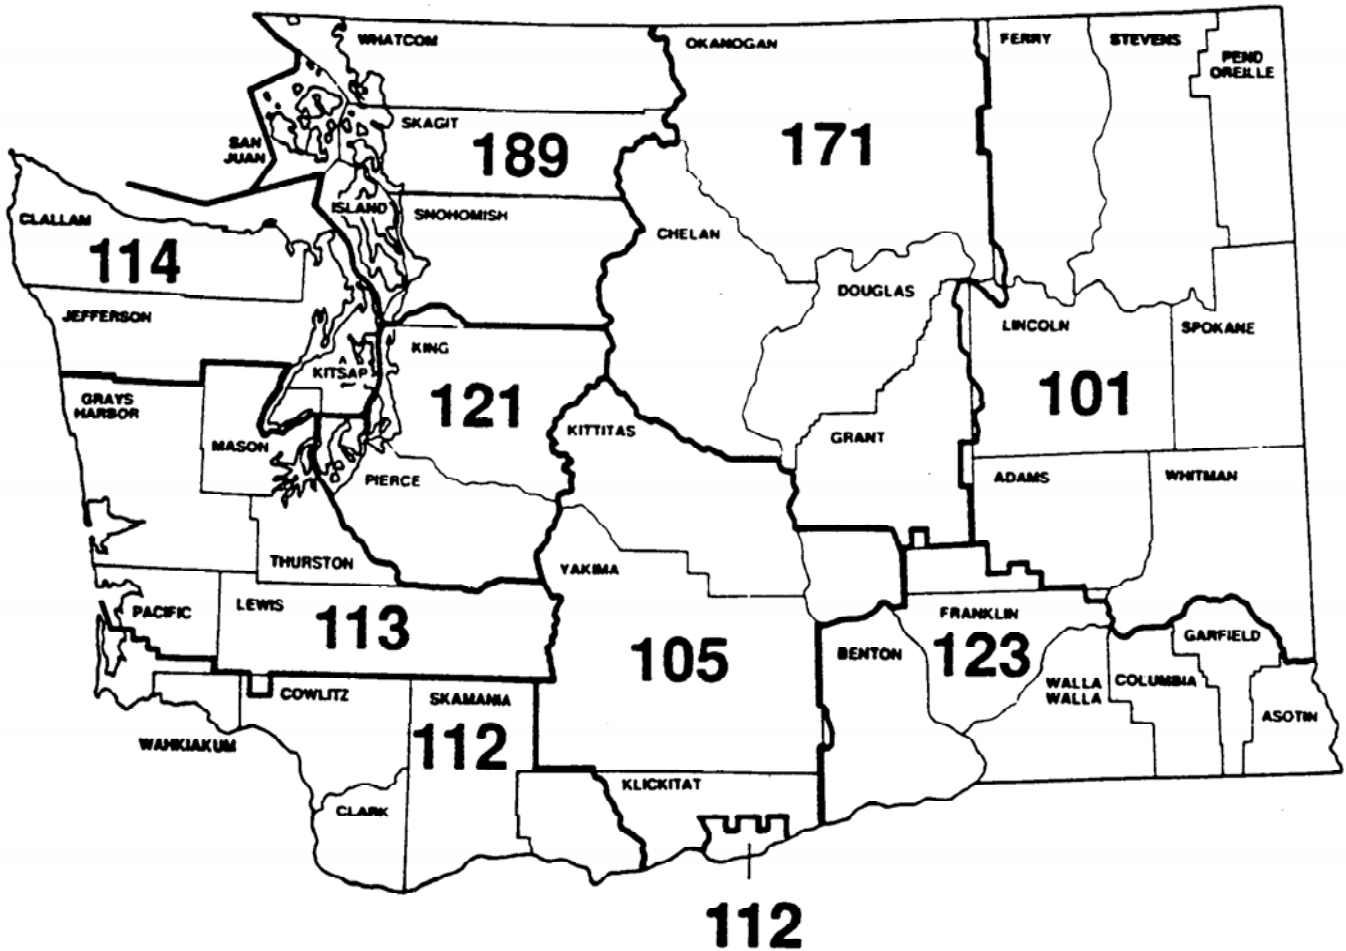 WHATCOM
OKANOGAN
FERRY
STEVENS
PEND
OREILLE
SKAGIT
SAN
JUAN
189
171
ISLAND
SNOHOMISH
CLALLAM
114
CHELAN
JEFFERSON
DOUGLAS
KING
LINCOLN
SPOKANE
KITSAP
121
101
GRAYS
HARBOR
MASON
KITTITAS
GRANT
PIERCE
ADAMS
WHITMAN
THURSTON
YAKIMA
PACIFIC
LEWIS
113
105
FRANKLIN
123
BENTON
GARFIELD
WALLA
WALLA
COLUMBIA
ASOTIN
COWLITZ
SKAMANIA
112
WAHKIAKUM
KLICKITAT
CLARK
112